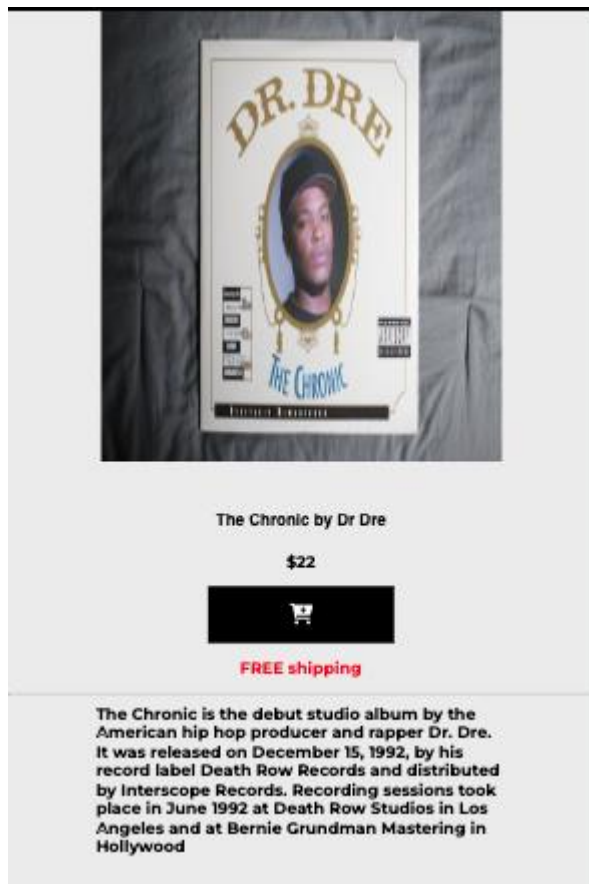 DR. DRE
THE CHRONIC
The Chronic by Dr Dre
$22
FREE shipping
The Chronic is the debut studio album by the
American hip hop producer and rapper Dr. Dre.
It was released on December 15, 1992, by his
record label Death Row Records and distributed
by Interscope Records. Recording sessions took
place in June 1992 at Death Row Studios in Los
Angeles and at Bernie Grundman Mastering in
Hollywood